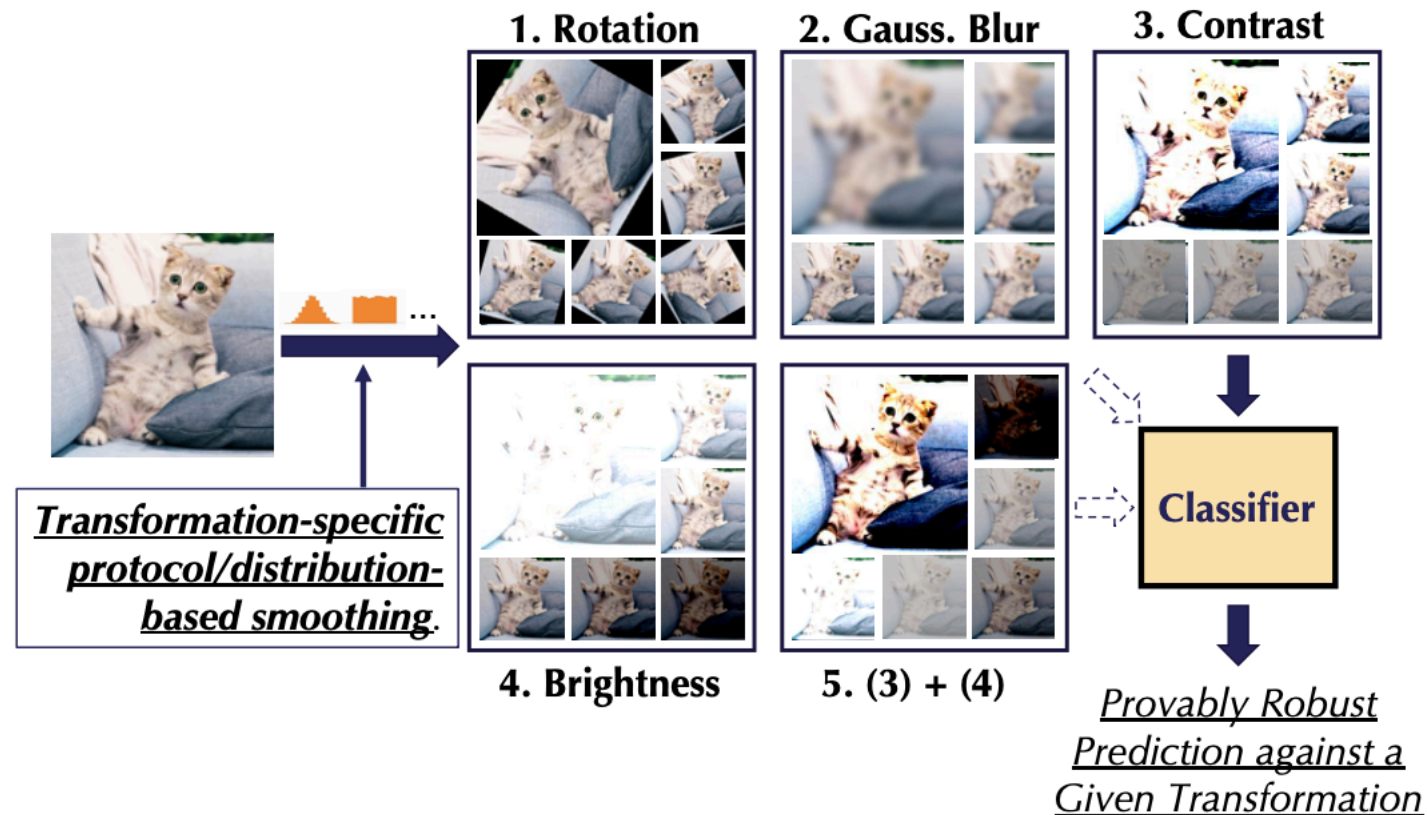 1. Rotation
2. Gauss. Blur
3. Contrast
...
Transformation-specific
protocol/distribution-
based smoothing.
Classifier
4. Brightness
5. (3) + (4)
Provably Robust
Prediction against a
Given Transformation